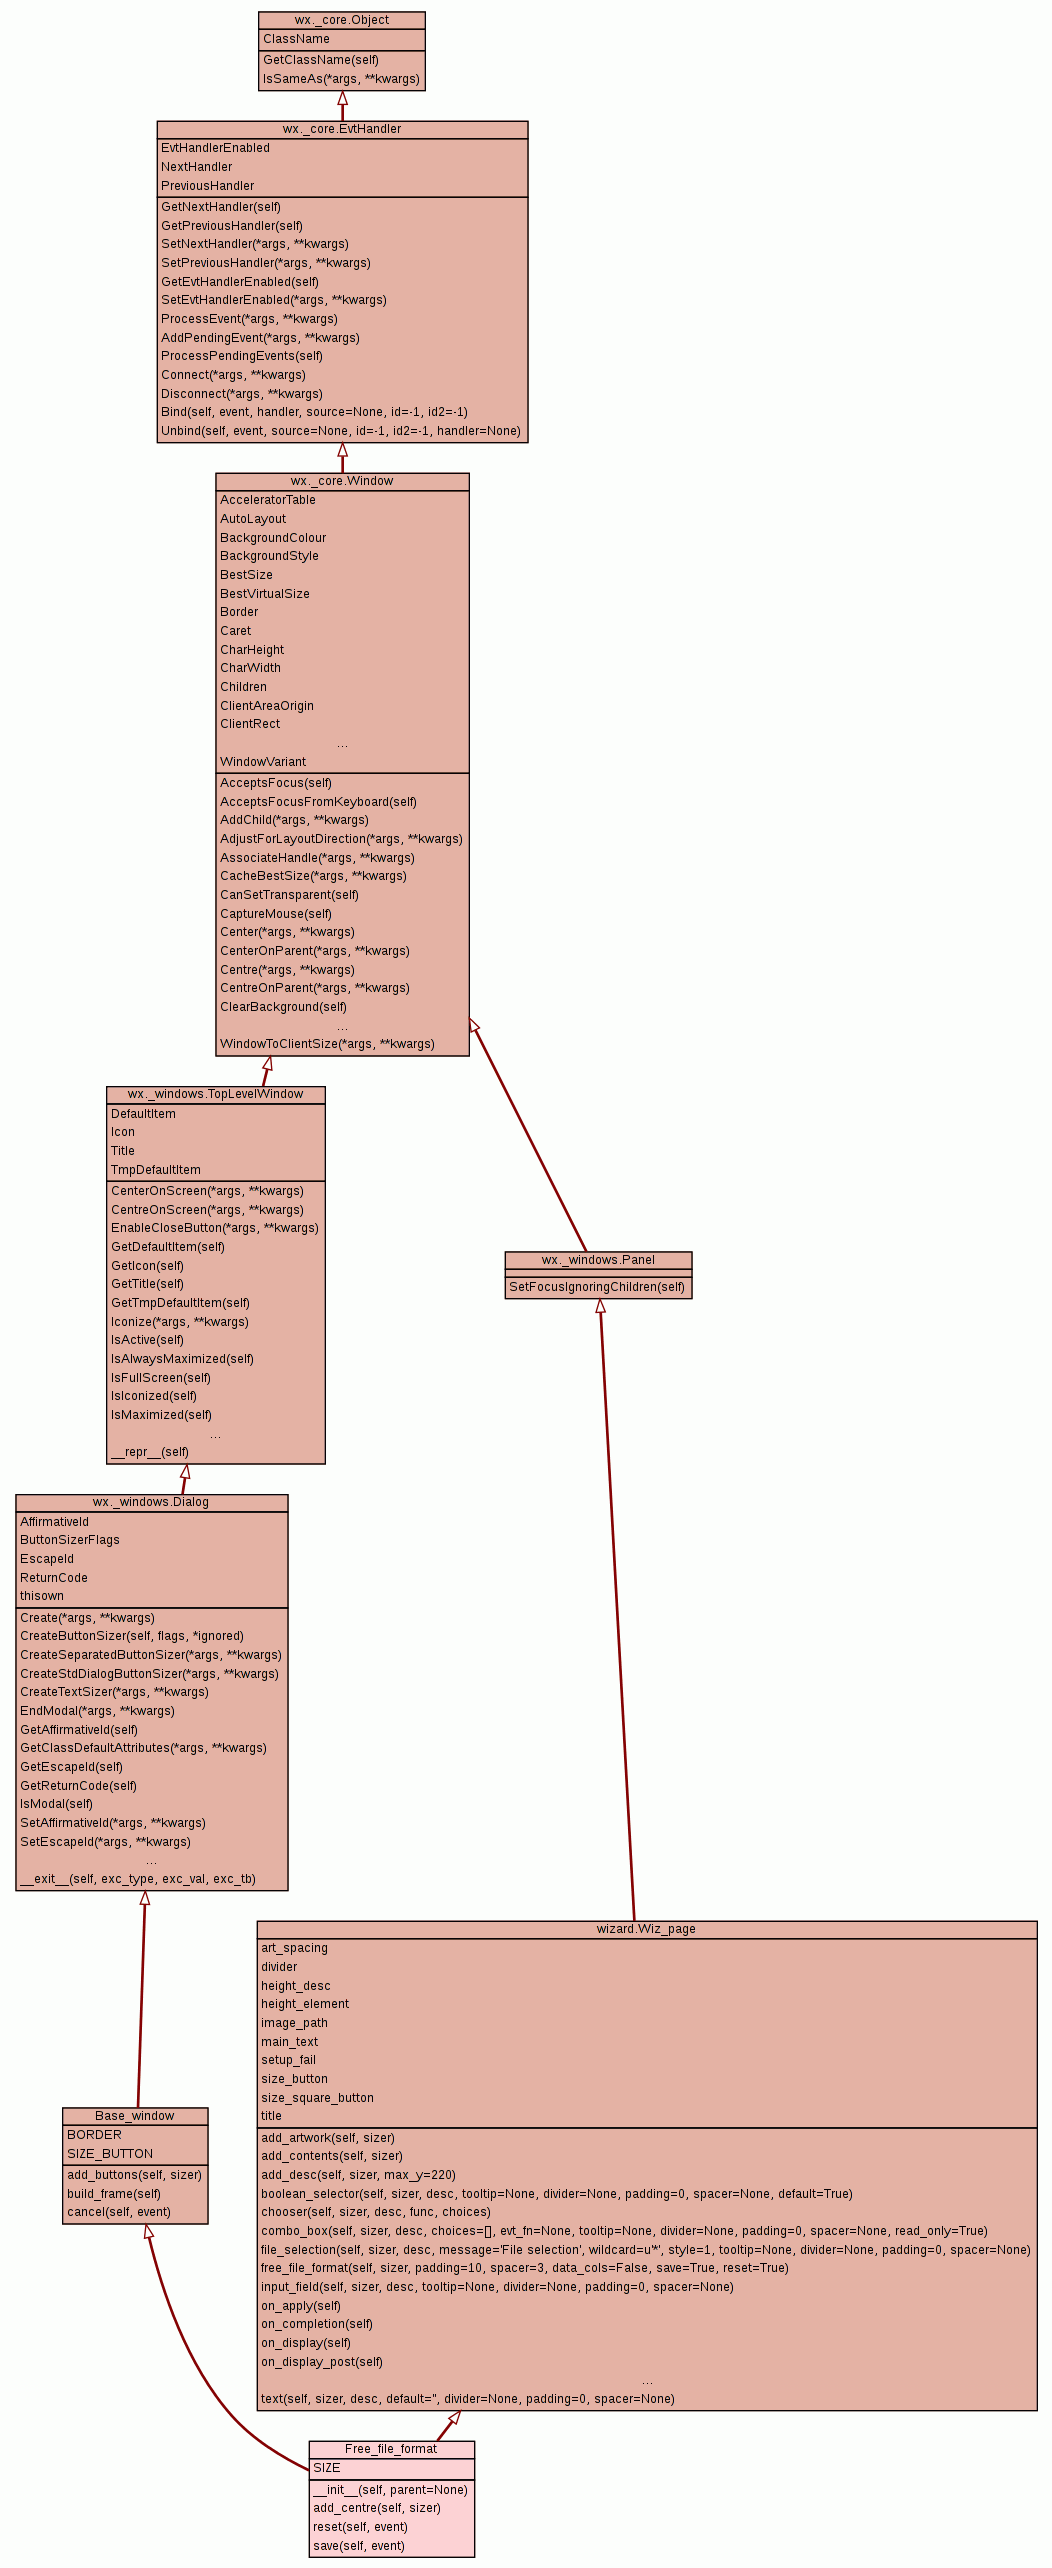 wx._core.Object
ClassName
GetClassName(self)
IsSameAs(*args, **kwargs)
wx._core.EvtHandler
EvtHandlerEnabled
NextHandler
PreviousHandler
GetNextHandler(self)
GetPreviousHandler(self)
SetNextHandler(*args, **kwargs)
SetPreviousHandler(*args, **kwargs)
GetEvtHandlerEnabled(self)
SetEvtHandlerEnabled(*args, **kwargs)
ProcessEvent(*args, **kwargs)
AddPendingEvent(*args, **kwargs)
ProcessPendingEvents(self)
Connect(*args, **kwargs)
Disconnect(*args, **kwargs)
Bind(self, event, handler, source=None, id=-1, id2=-1)
Unbind(self, event, source=None, id=-1, id2=-1, handler=None)
wx._core.Window
AcceleratorTable
AutoLayout
BackgroundColour
BackgroundStyle
BestSize
BestVirtualSize
Border
Caret
CharHeight
CharWidth
Children
ClientAreaOrigin
ClientRect
...
WindowVariant
AcceptsFocus(self)
AcceptsFocusFromKeyboard(self)
AddChild(*args, **kwargs)
AdjustForLayoutDirection(*args, **kwargs)
AssociateHandle(*args, **kwargs)
CacheBestSize(*args, **kwargs)
CanSetTransparent(self)
CaptureMouse(self)
Center(*args, **kwargs)
CenterOnParent(*args, **kwargs)
Centre(*args, **kwargs)
CentreOnParent(*args, **kwargs)
ClearBackground(self)
...
WindowToClientSize(*args, **kwargs)
wx._windows.TopLevelWindow
DefaultItem
Icon
Title
TmpDefaultItem
CenterOnScreen(*args, **kwargs)
CentreOnScreen(*args, **kwargs)
EnableCloseButton(*args, **kwargs)
GetDefaultItem(self)
GetIcon(self)
GetTitle(self)
GetTmpDefaultItem(self)
Iconize(*args, **kwargs)
IsActive(self)
IsAlwaysMaximized(self)
IsFullScreen(self)
IsIconized(self)
IsMaximized(self)
...
__repr__(self)
wx._windows.Panel
SetFocusIgnoringChildren(self)
wx._windows.Dialog
AffirmativeId
ButtonSizerFlags
EscapeId
ReturnCode
thisown
Create(*args, **kwargs)
CreateButtonSizer(self, flags, *ignored)
CreateSeparatedButtonSizer(*args, **kwargs)
CreateStdDialogButtonSizer(*args, **kwargs)
CreateTextSizer(*args, **kwargs)
EndModal(*args, **kwargs)
GetAffirmativeId(self)
GetClassDefaultAttributes(*args, **kwargs)
GetEscapeId(self)
GetReturnCode(self)
IsModal(self)
SetAffirmativeId(*args, **kwargs)
SetEscapeId(*args, **kwargs)
...
__exit__(self, exc_type, exc_val, exc_tb)
wizard.Wiz_page
art_spacing
divider
height_desc
height_element
image_path
main_text
setup_fail
size_button
size_square_button
title
add_artwork(self, sizer)
add_contents(self, sizer)
add_desc(self, sizer, max_y=220)
boolean_selector(self, sizer, desc, tooltip=None, divider=None, padding=0, spacer=None, default=True)
chooser(self, sizer, desc, func, choices)
combo_box(self, sizer, desc, choices=[], evt_fn=None, tooltip=None, divider=None, padding=0, spacer=None, read_only=True)
file_selection(self, sizer, desc, message='File selection', wildcard=u'*', style=1, tooltip=None, divider=None, padding=0, spacer=None)
free_file_format(self, sizer, padding=10, spacer=3, data_cols=False, save=True, reset=True)
input_field(self, sizer, desc, tooltip=None, divider=None, padding=0, spacer=None)
on_apply(self)
on_completion(self)
on_display(self)
on_display_post(self)
...
text(self, sizer, desc, default='', divider=None, padding=0, spacer=None)
Base_window
BORDER
SIZE_BUTTON
add_buttons(self, sizer)
build_frame(self)
cancel(self, event)
Free_file_format
SIZE
__init__(self, parent=None)
add_centre(self, sizer)
reset(self, event)
save(self, event)